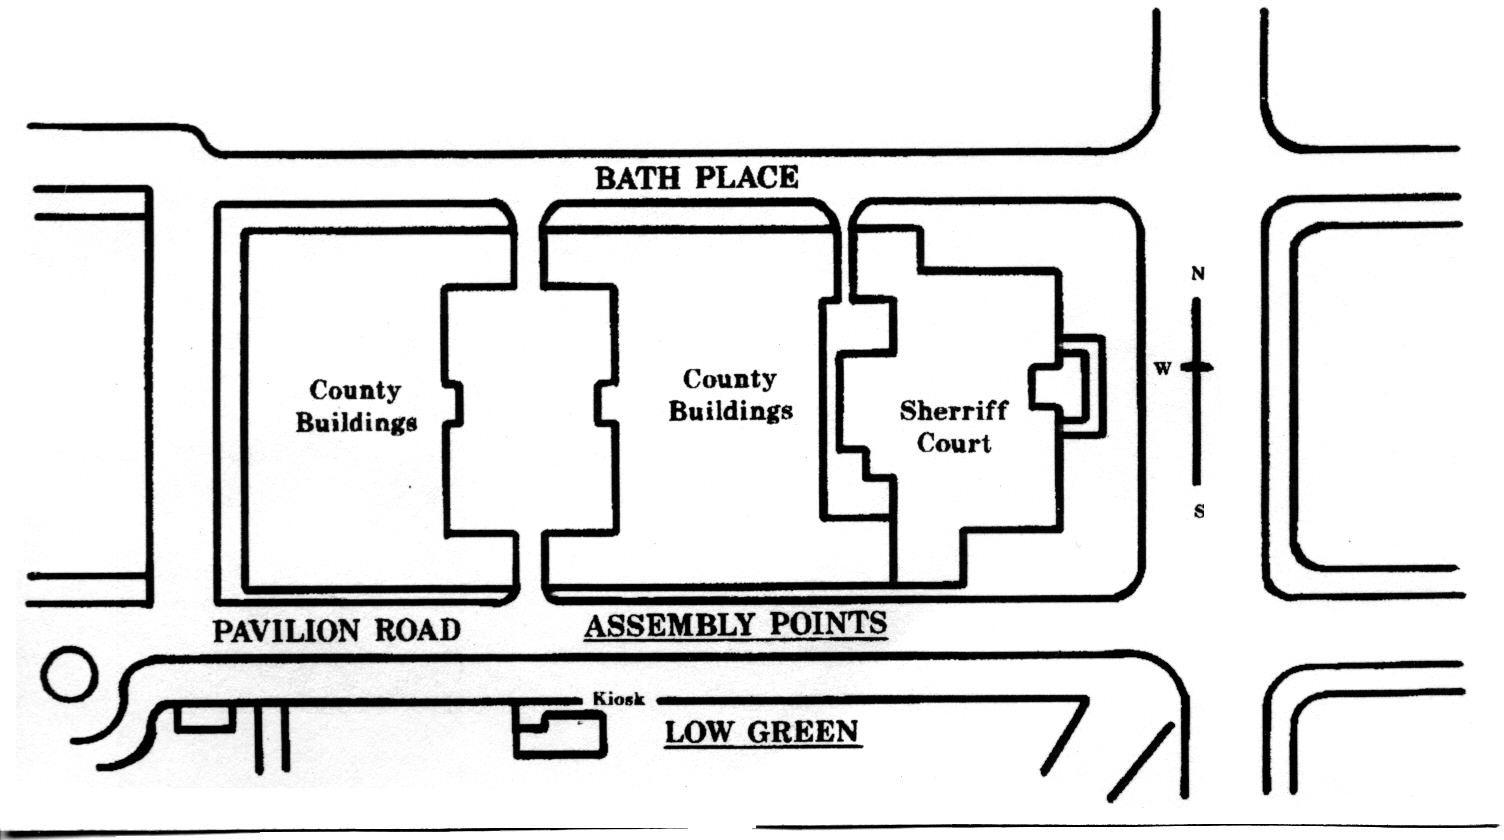 BATH PLACE
N
W
S
County
Buildings
County
Buildings
Sherriff
Court
PAVILION ROAD
ASSEMBLY POINTS
Kiosk
LOW GREEN